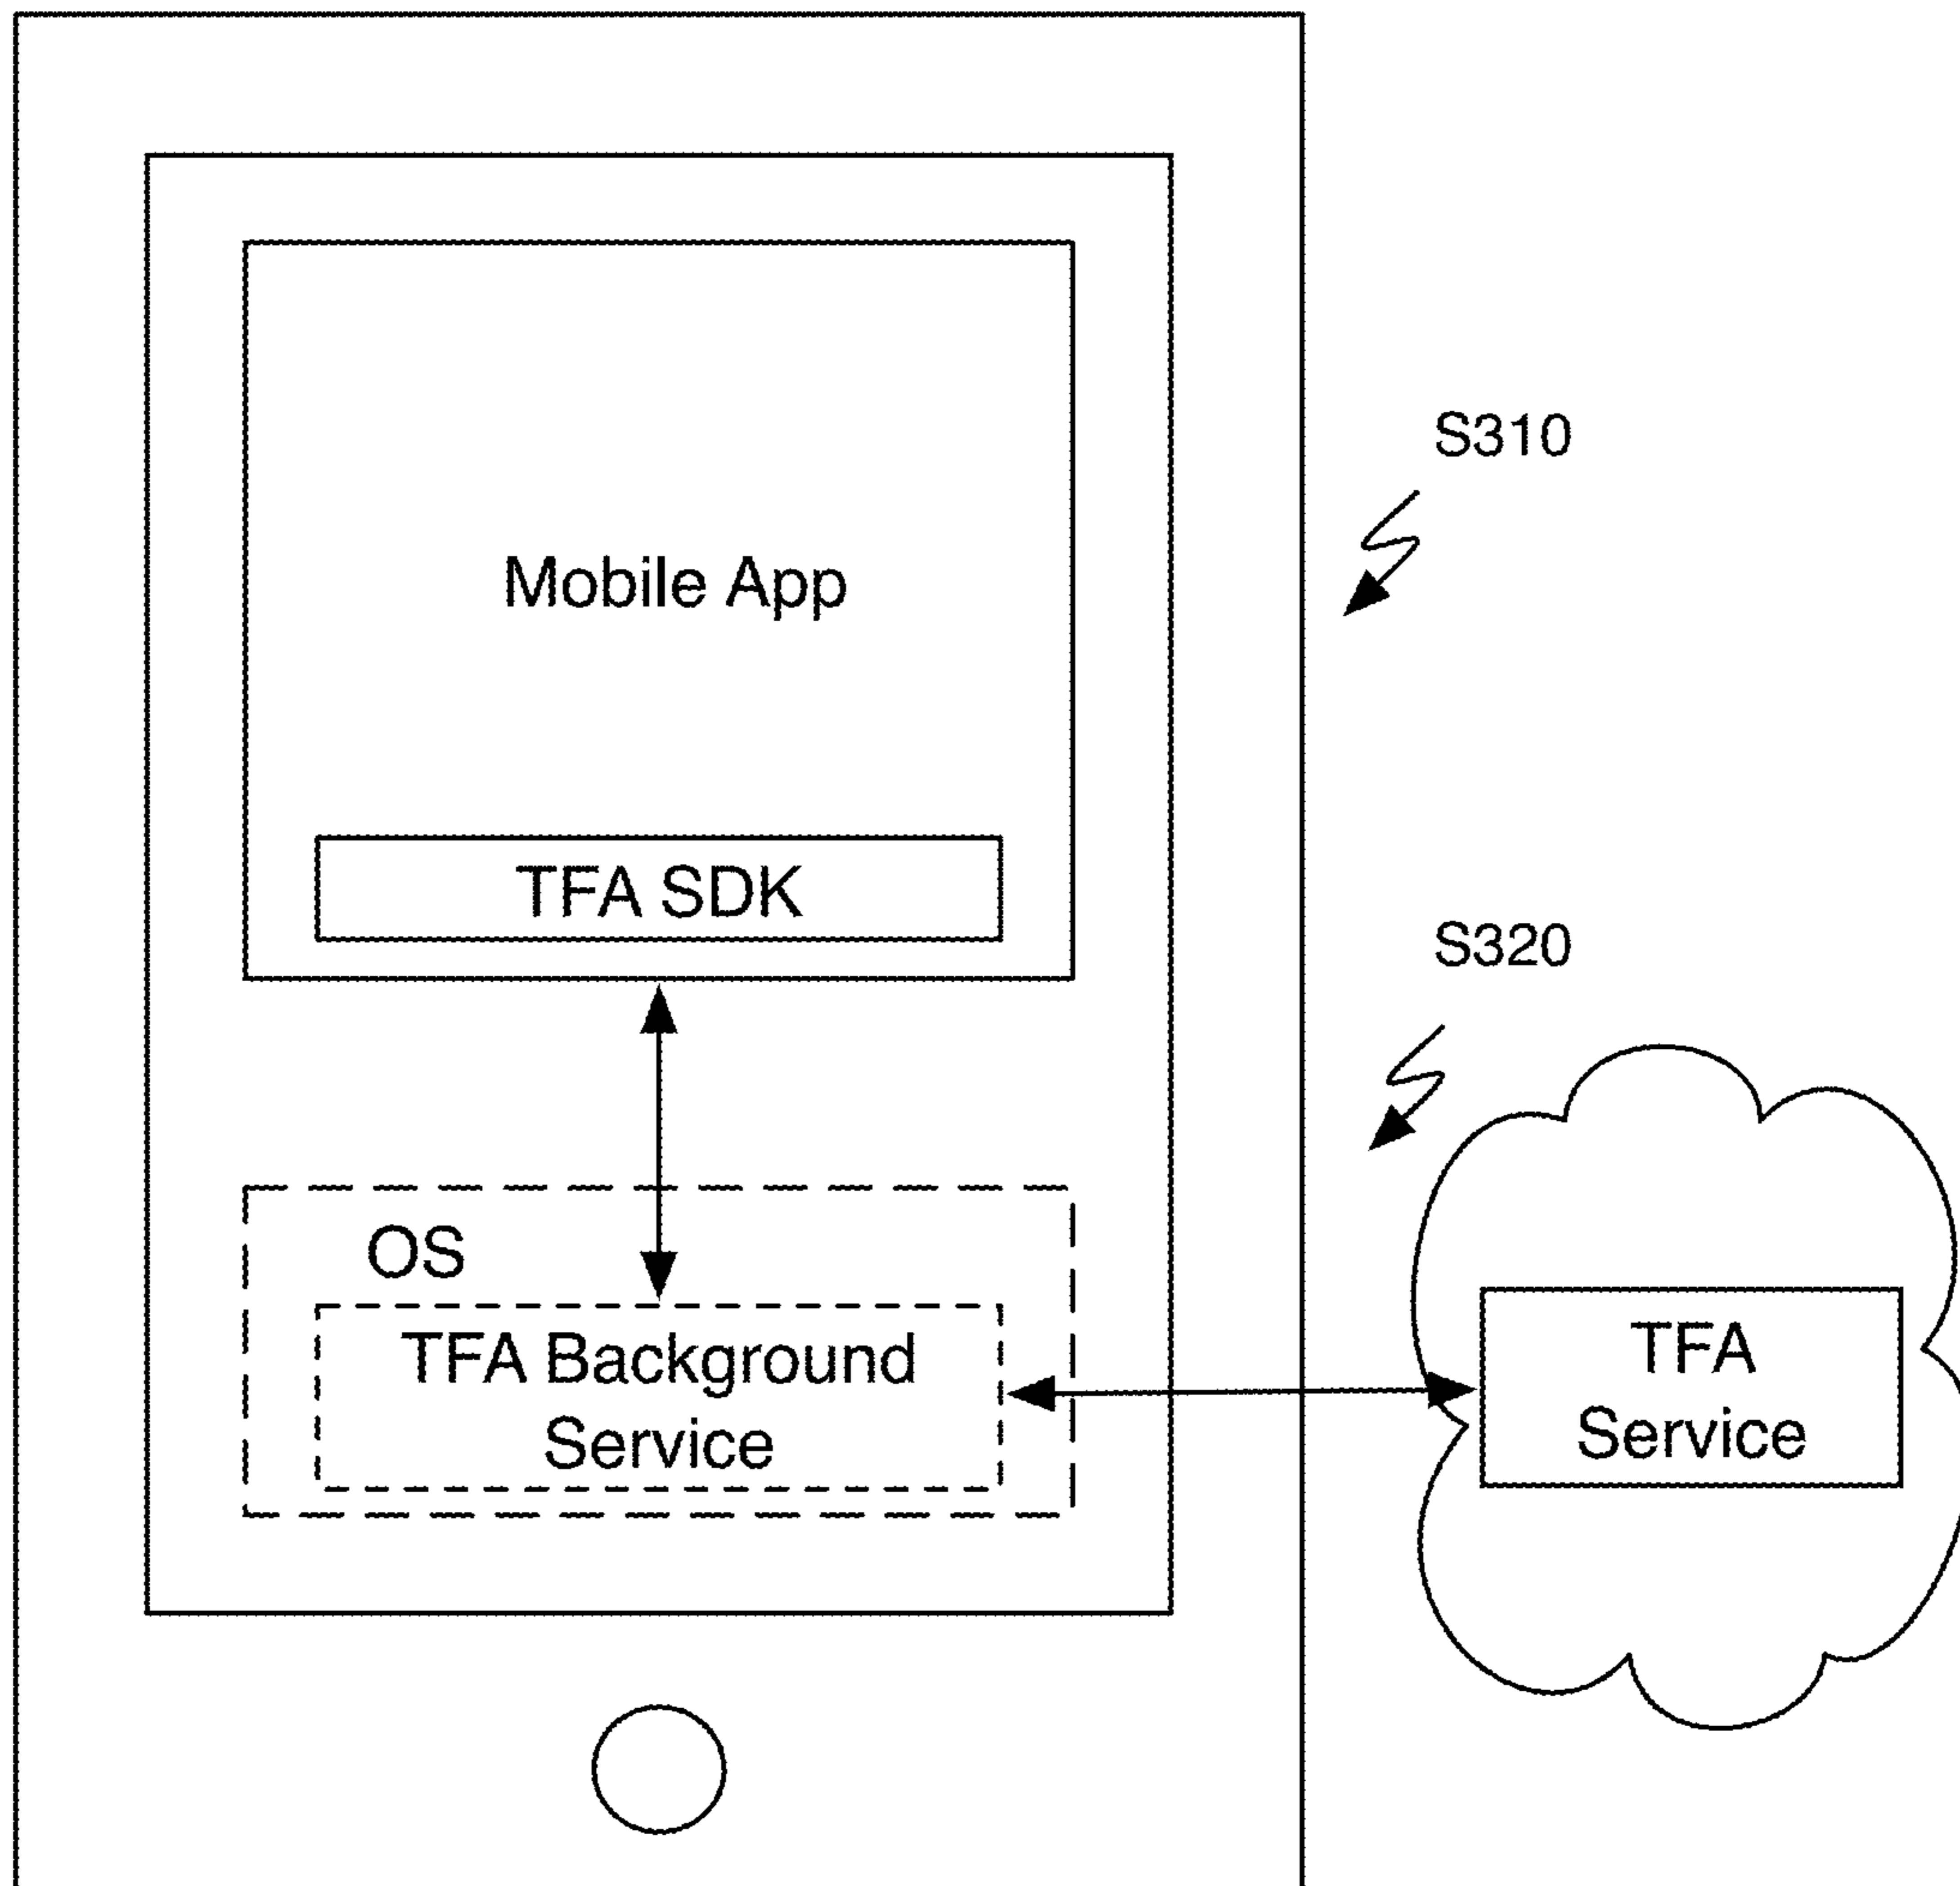 S310
Mobile App
TFA SDK
S320
OS
TFA Background
Service
TFA
Service